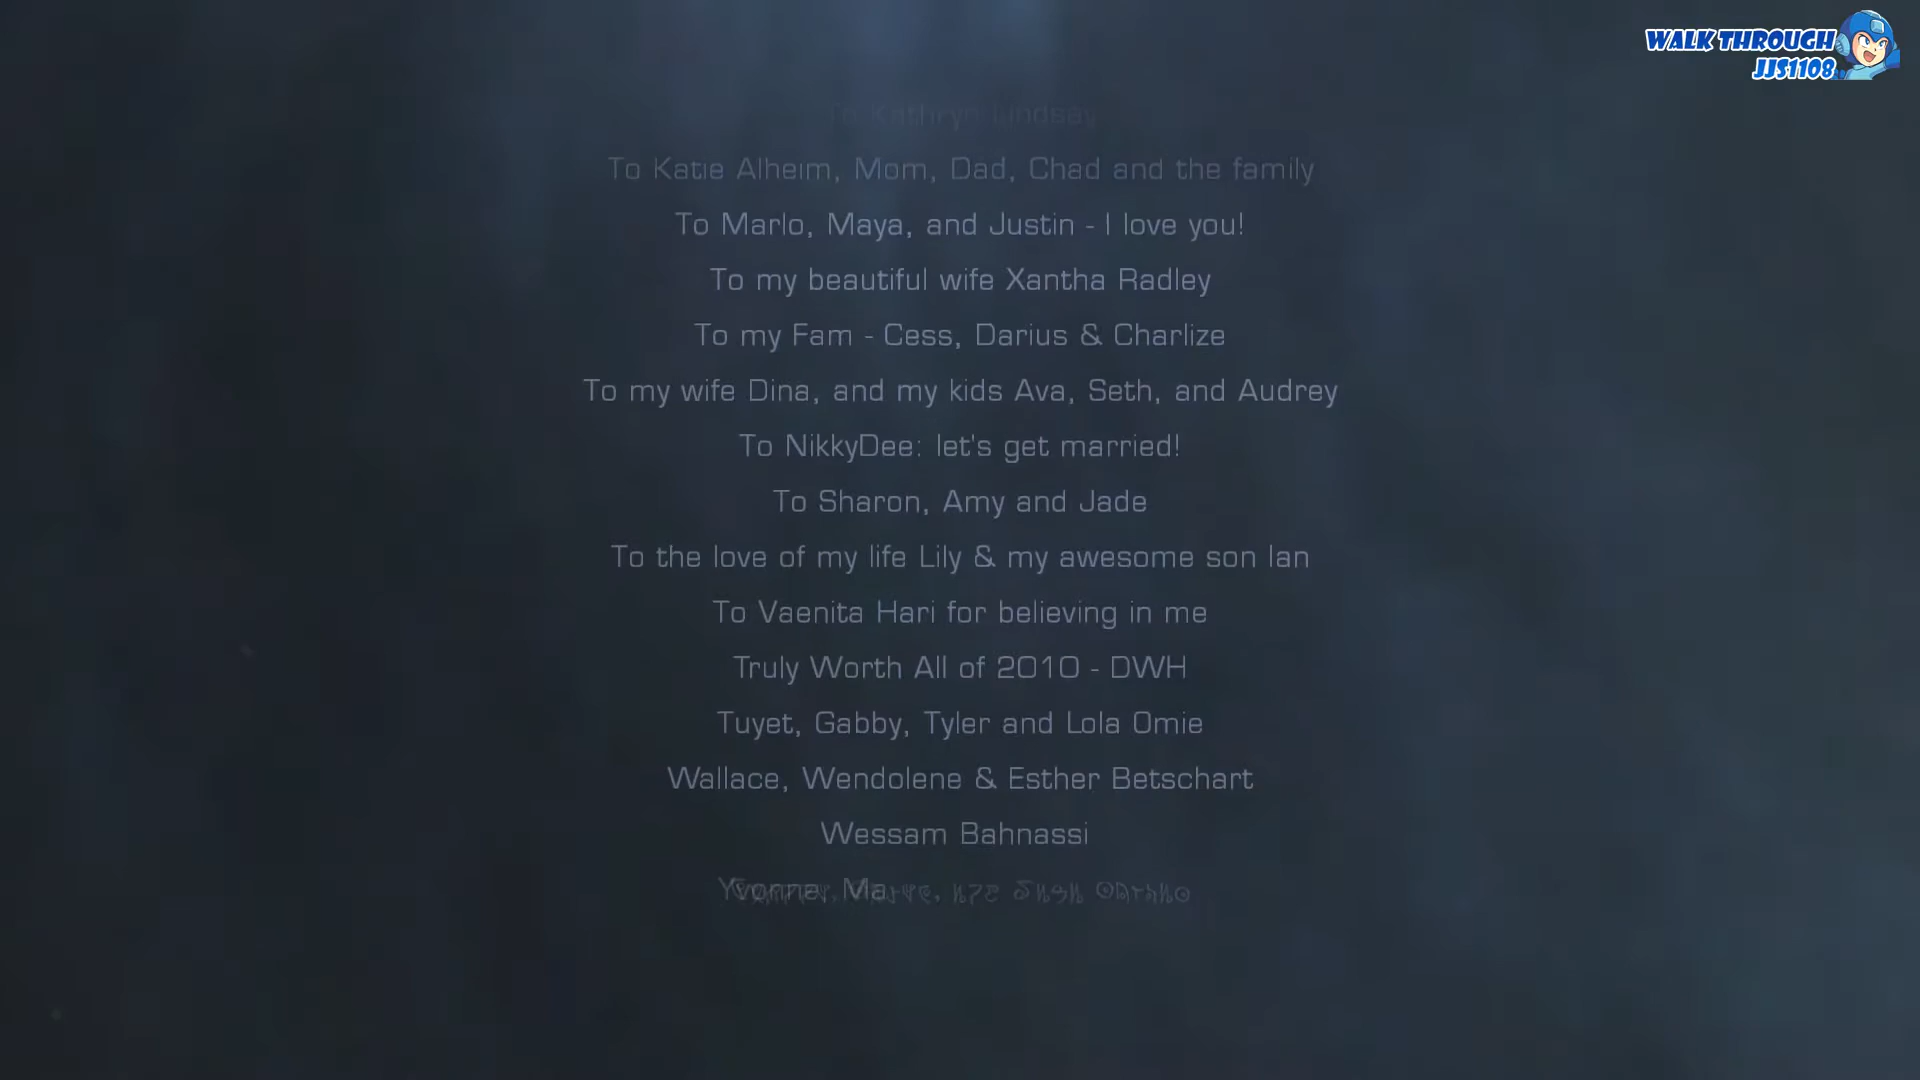 WALK THROUGH
JJS1108
To Kathryn Lindsay
To Katie Alheim, Mom, Dad, Chad and the family
To Marlo, Maya, and Justin - I love you!
To my beautiful wife Xantha Radley
To my Fam - Cess, Darius & Charlize
To my wife Dina, and my kids Ava, Seth, and Audrey
To NikkyDee: let's get married!
To Sharon, Amy and Jade
To the love of my life Lily & my awesome son Ian
To Vaenita Hari for believing in me
Truly Worth All of 2010 - DWH
Tuyet, Gabby, Tyler and Lola Omie
Wallace, Wendolene & Esther Betschart
Wessam Bahnassi
Yvonne,